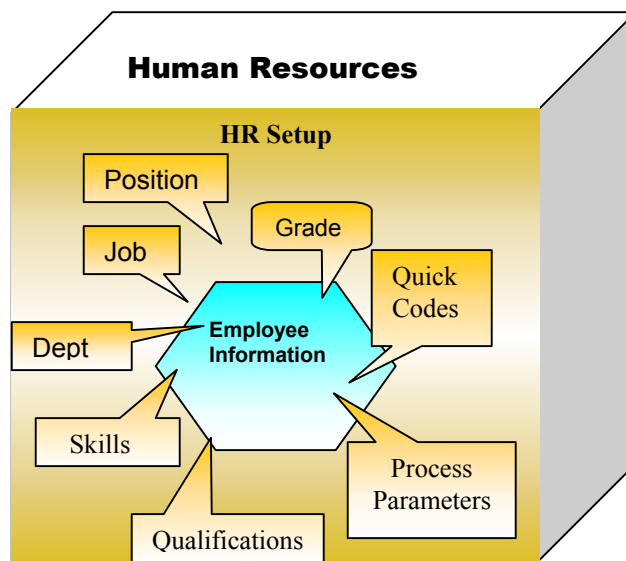 Human Resources
HR Setup
Position
Grade
Job
Quick
Codes
Employee
Information
Dept
Skills
Process
Parameters
Qualifications